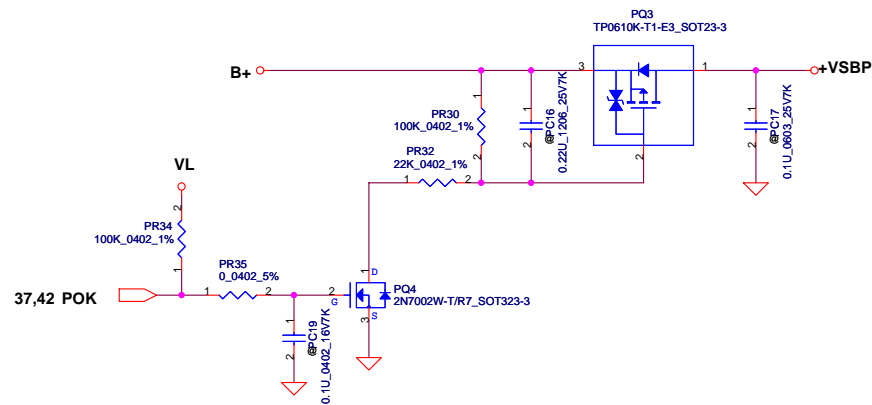 PQ3
TP0610K-T1-E3_SOT23-3
B+
3
1
+VSBP
1
PR30
100K_0402_1%
2
1
@PC16
0.22U_1206_25V7K
2
2
1
@PC17
0.1U_0603_25V7K
2
PR32
22K_0402_1%
1
2
VL
2
PR34
100K_0402_1%
1
PR35
0_0402_5%
37,42 POK
1
2
2
G
1
D
PQ4
2N7002W-T/R7_SOT323-3
S
3
1
@PC19
0.1U_0402_16V7K
2